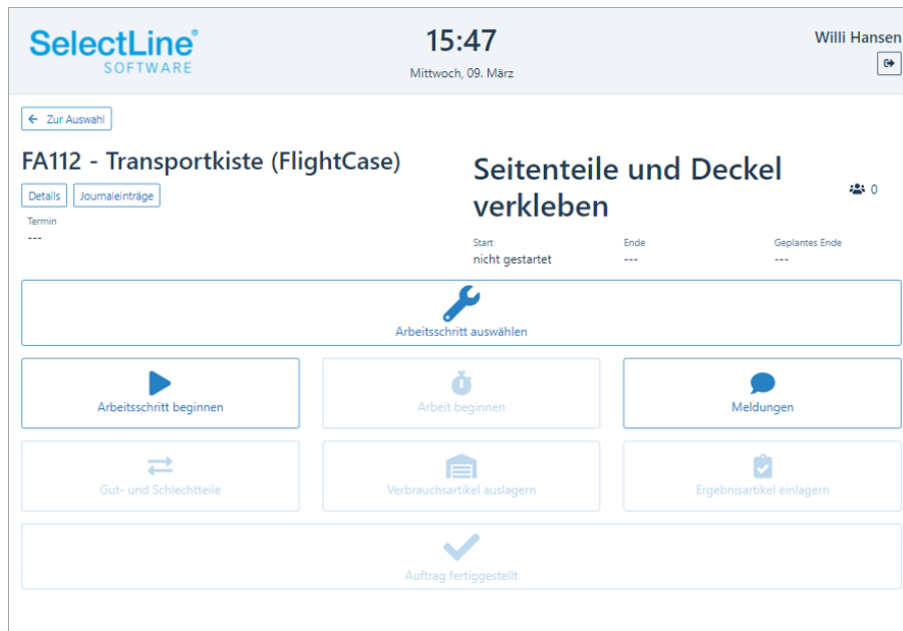 SelectLine®
SOFTWARE
15:47
Mittwoch, 09. März
Willi Hansen
Zur Auswahl
FA112 - Transportkiste (FlightCase)
Details
Journaleinträge
Termin
---
Seitenteile und Deckel
verkleben
0
Start
nicht gestartet
Ende
---
Geplantes Ende
---
Arbeitsschritt auswählen
Arbeitsschritt beginnen
Arbeit beginnen
Meldungen
Gut- und Schlechtteile
Verbrauchsartikel auslagern
Ergebnisartikel einlagern
Auftrag fertiggestellt